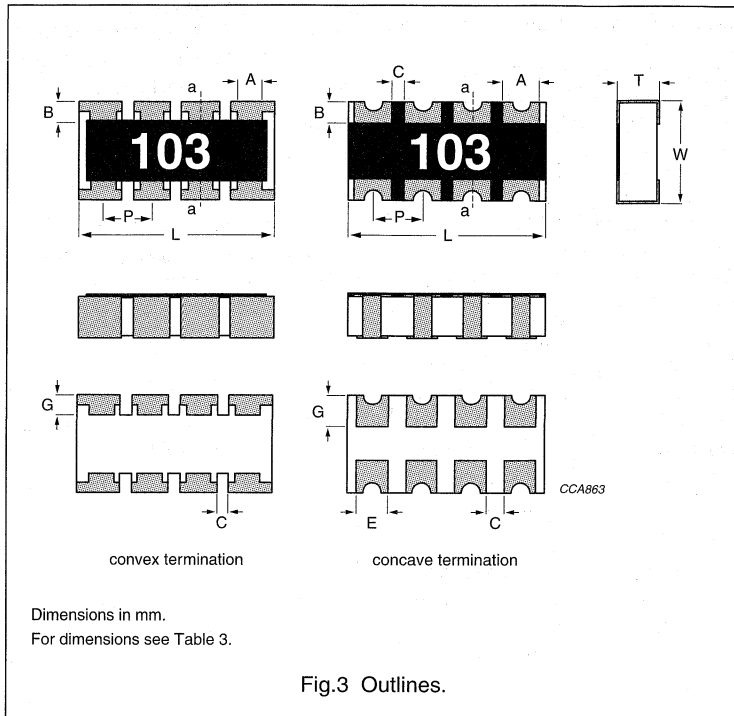 a A C a A T
B B
103 103 W
a a
P P
L L
G G
CCA863
C E C
convex termination concave termination
Dimensions in mm.
For dimensions see Table 3.
Fig.3 Outlines.